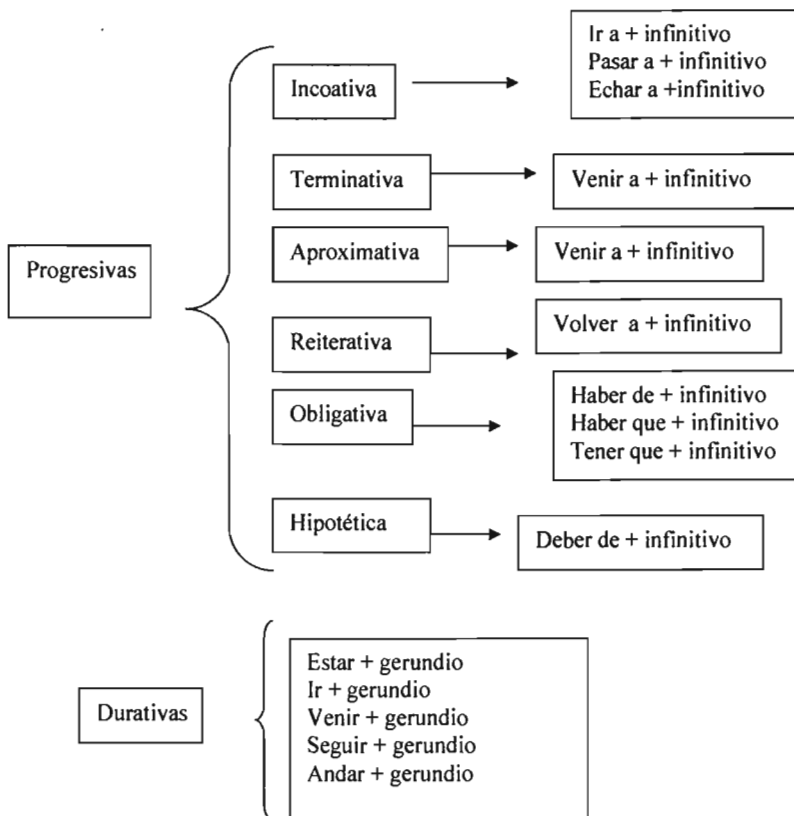 Ir a + infinitivo
Pasar a + infinitivo
Echar a +infinitivo
Incoativa
Terminativa
Venir a + infinitivo
Progresivas
Aproximativa
Venir a + infinitivo
Reiterativa
Volver a + infinitivo
Obligativa
Haber de + infinitivo
Haber que + infinitivo
Tener que + infinitivo
Hipotética
Deber de + infinitivo
Durativas
Estar + gerundio
Ir + gerundio
Venir + gerundio
Seguir + gerundio
Andar + gerundio